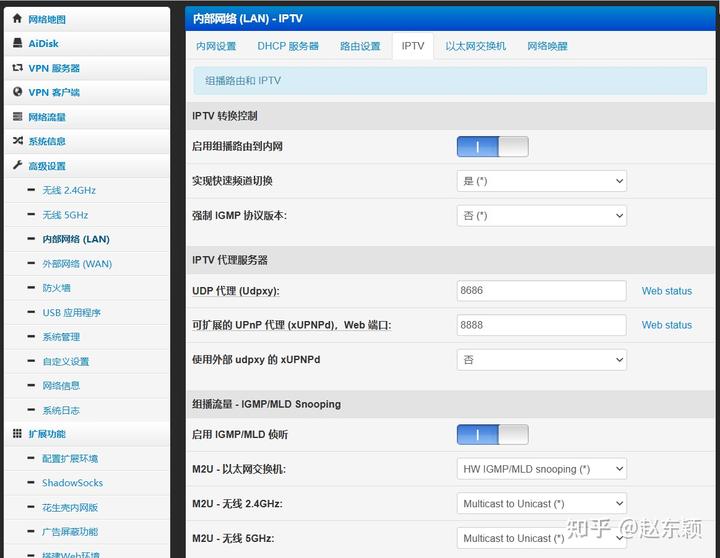 网络地图
AiDisk
VPN 服务器
VPN 客户端
网络流量
系统信息
高级设置
无线 2.4GHz
无线 5GHz
内部网络 (LAN)
外部网络 (WAN)
防火墙
USB 应用程序
系统管理
自定义设置
网络信息
系统日志
扩展功能
配置扩展环境
ShadowSocks
花生壳内网版
广告屏蔽功能
搭建Web环境
内部网络 (LAN) - IPTV
内网设置 DHCP 服务器 路由设置 IPTV 以太网交换机 网络唤醒
组播路由和 IPTV
IPTV 转换控制
启用组播路由到内网
实现快速频道切换 是 (*)
强制 IGMP 协议版本: 否 (*)
IPTV 代理服务器
UDP 代理 (Udpxy): 8686 Web status
可扩展的 UPnP 代理 (xUPNPd)，Web 端口: 8888 Web status
使用外部 udpxy 的 xUPNPd 否
组播流量 - IGMP/MLD Snooping
启用 IGMP/MLD 侦听
M2U - 以太网交换机: HW IGMP/MLD snooping (*)
M2U - 无线 2.4GHz: Multicast to Unicast (*)
M2U - 无线 5GHz: Multicast to Unicast (*)
知乎 @赵东颖